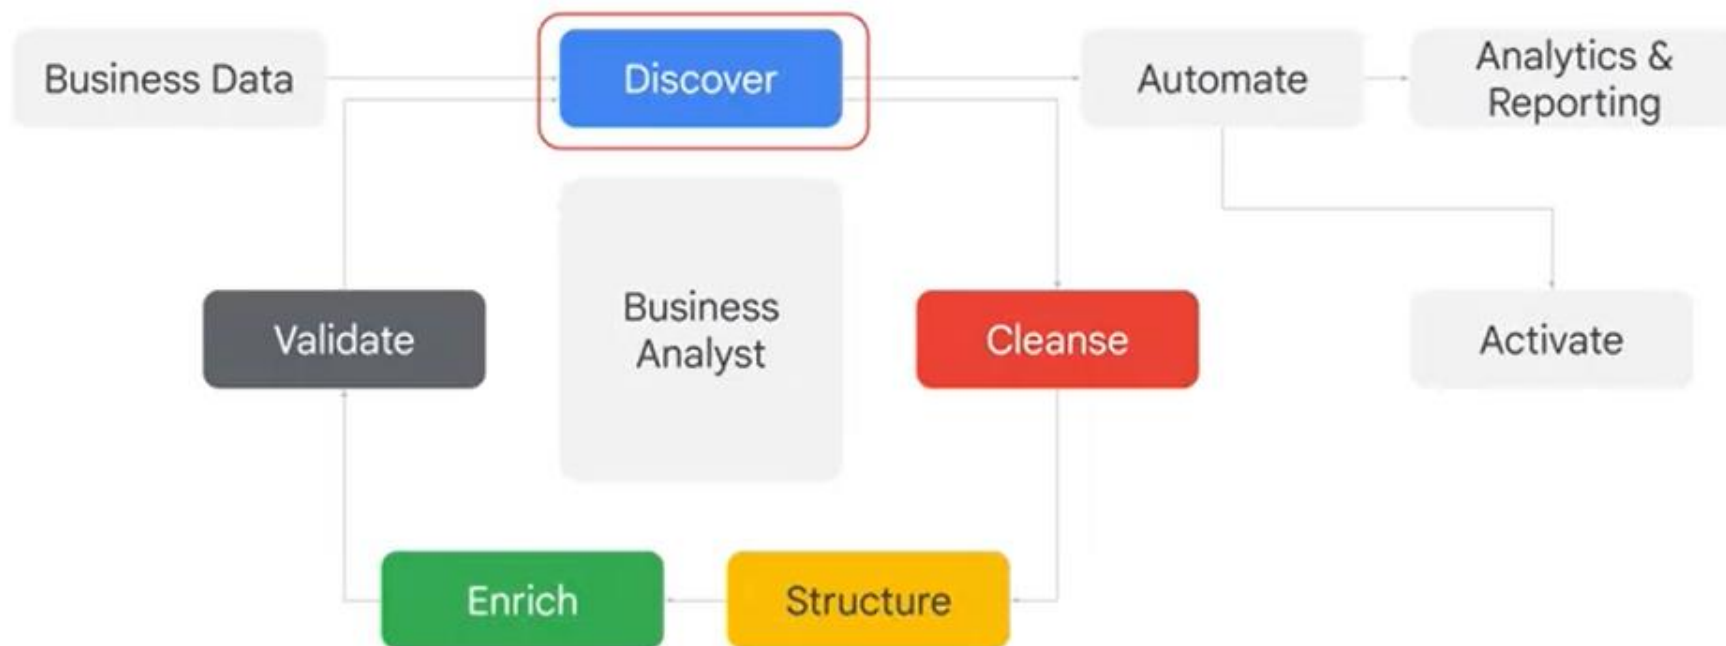 Business Data
Discover
Automate
Analytics &
Reporting
Validate
Business
Analyst
Cleanse
Activate
Enrich
Structure